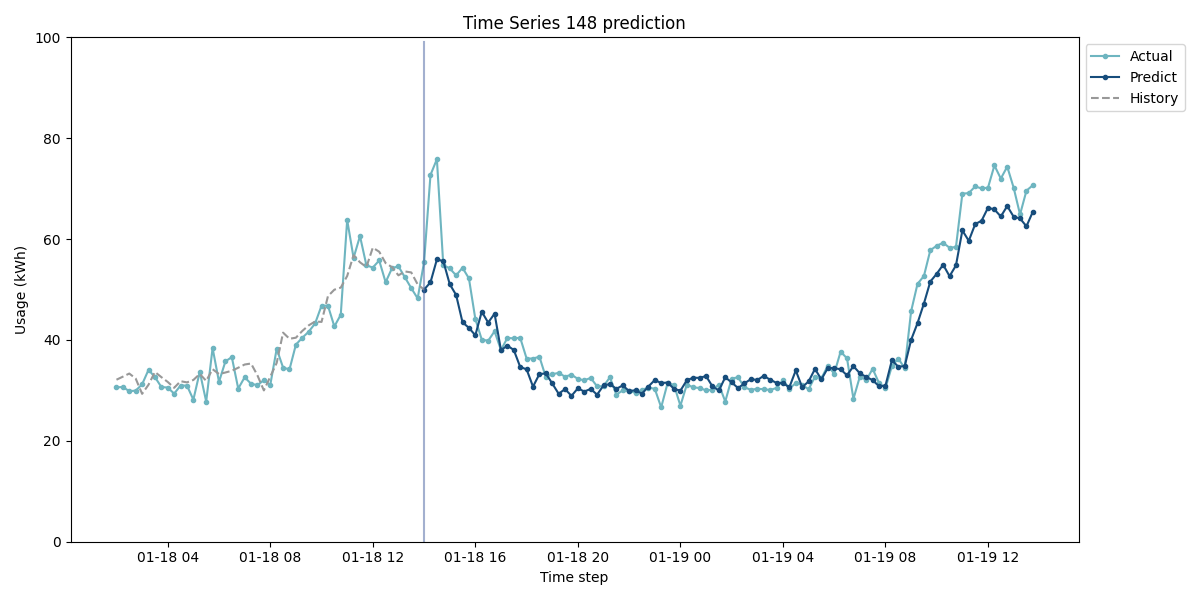 Time Series 148 prediction
100
80
60
40
20
0
Usage (kWh)
01-18 04
01-18 08
01-18 12
01-18 16
01-18 20
01-19 00
01-19 04
01-19 08
01-19 12
Time step
Actual
Predict
History